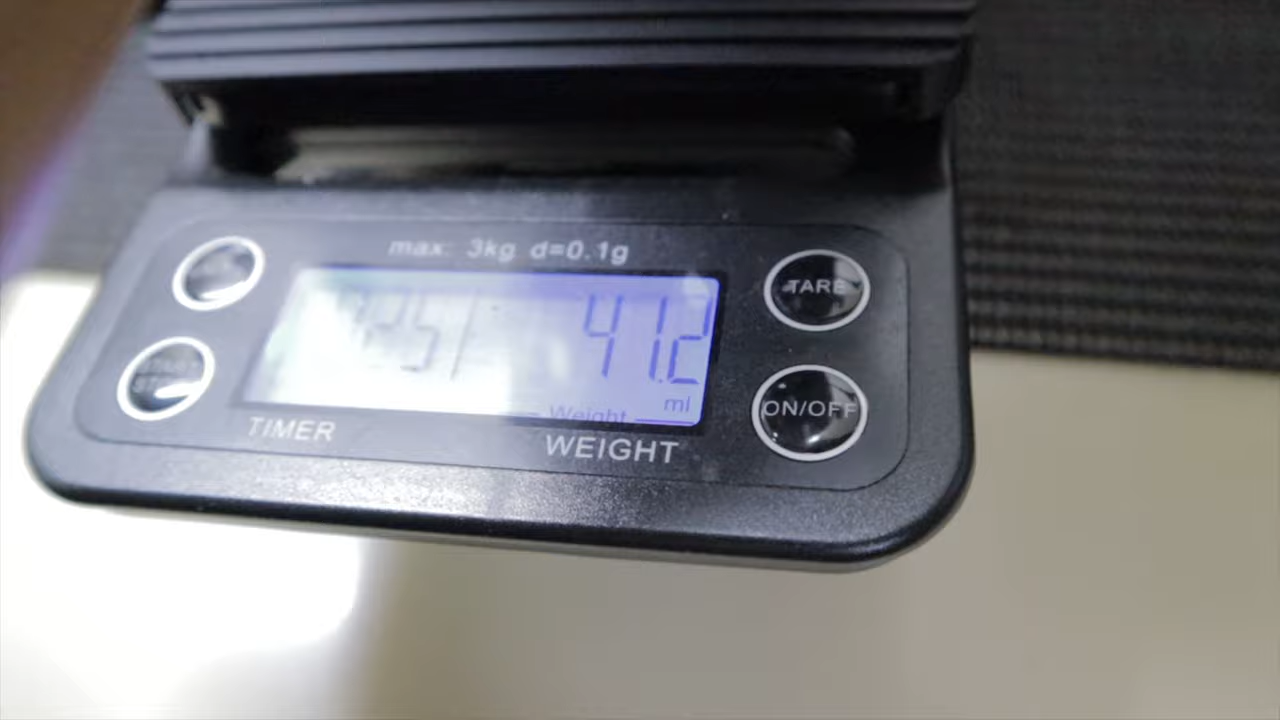 max: 3kg d=0.1g
41.2
TARE
Weight ml
ON/OFF
TIMER
WEIGHT